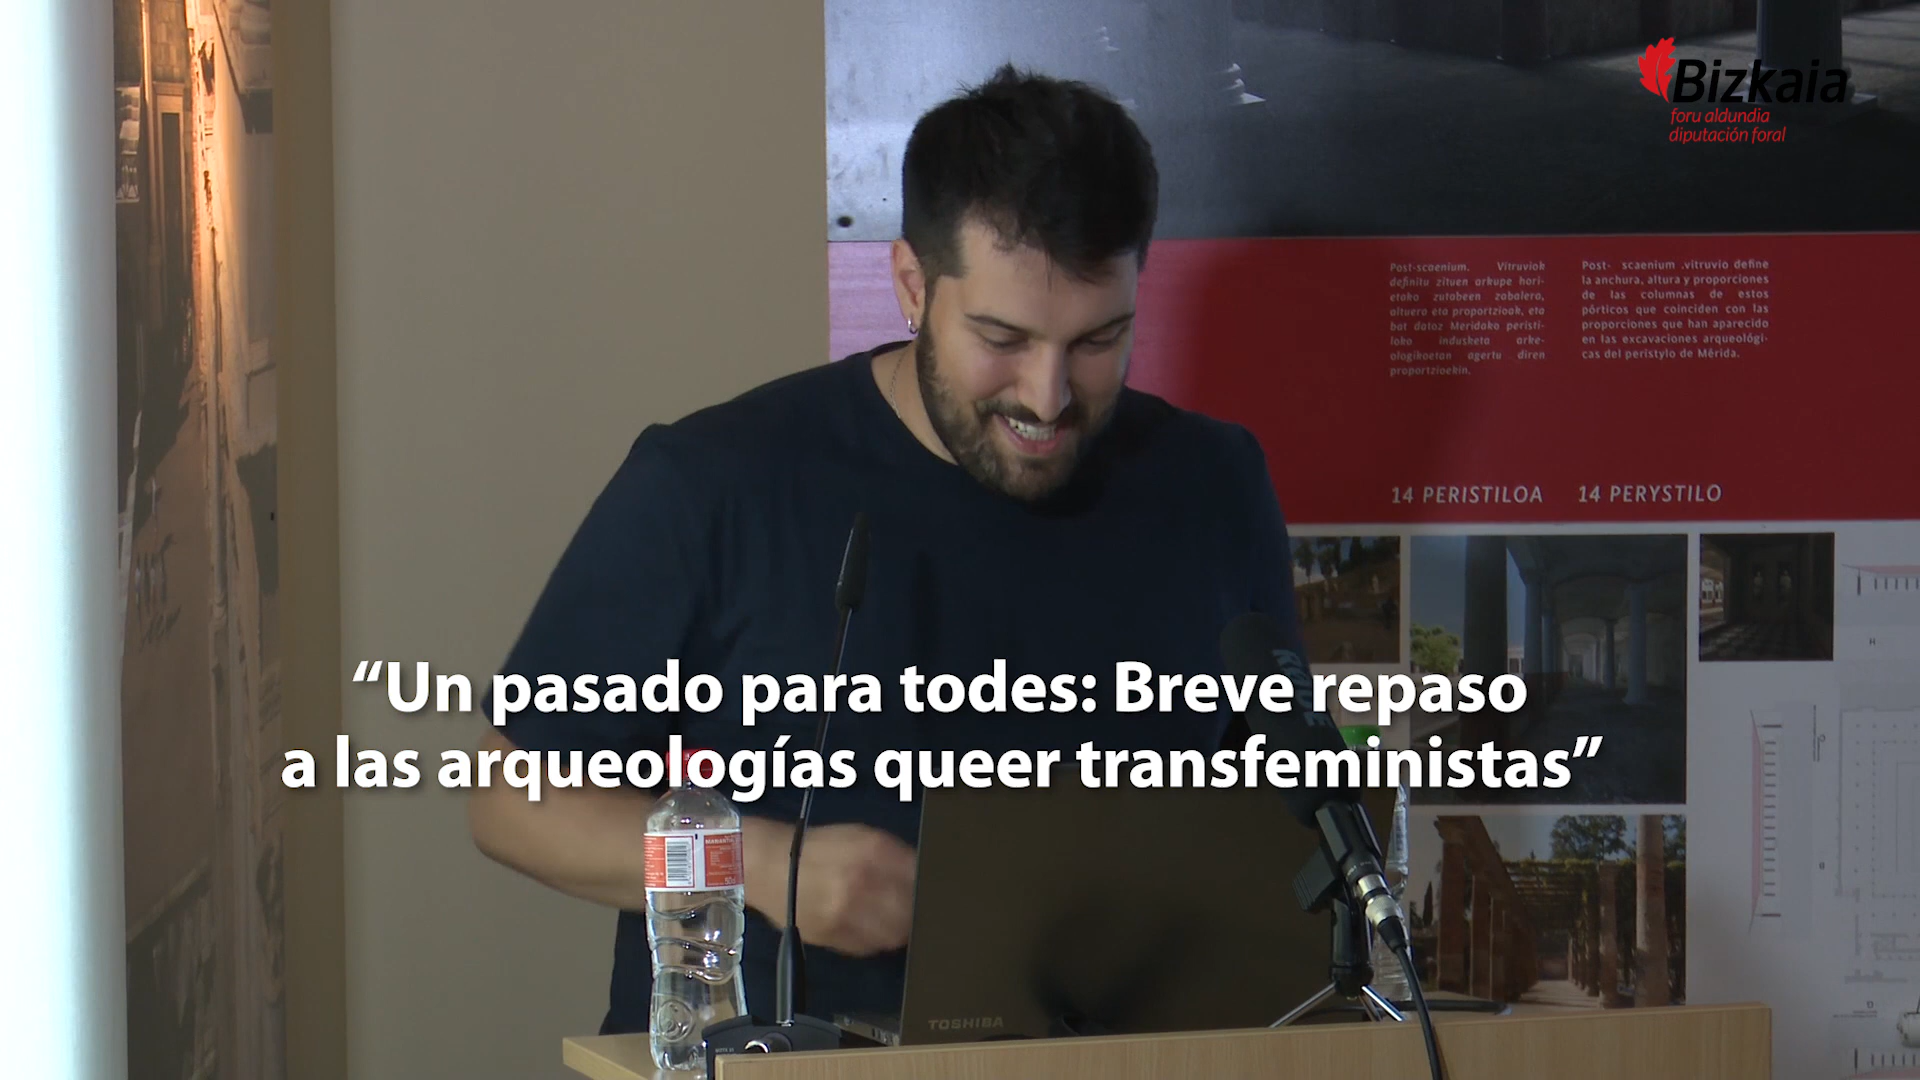 Bizkaia
foru aldundia
diputación foral
Post-scaenium. Vitruviok
definitu zituen arkupe hori-
etako zutabeen zabalera,
altuera eta proportzioak, eta
bat datoz Meridako peristi-
loko indusketa arke-
ologikoetan agertu diren
proportzioekin.
Post- scaenium .vitruvio define
la anchura, altura y proporciones
de las columnas de estos
pórticos que coinciden con las
proporciones que han aparecido
en las excavaciones arqueológi-
cas del peristylo de Mérida.
14 PERISTILOA
14 PERYSTILO
“Un pasado para todes: Breve repaso
a las arqueologías queer transfeministas”
TOSHIBA